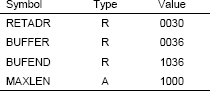 Symbol Type Value
RETADR R 0030
BUFFER R 0036
BUFEND R 1036
MAXLEN A 1000